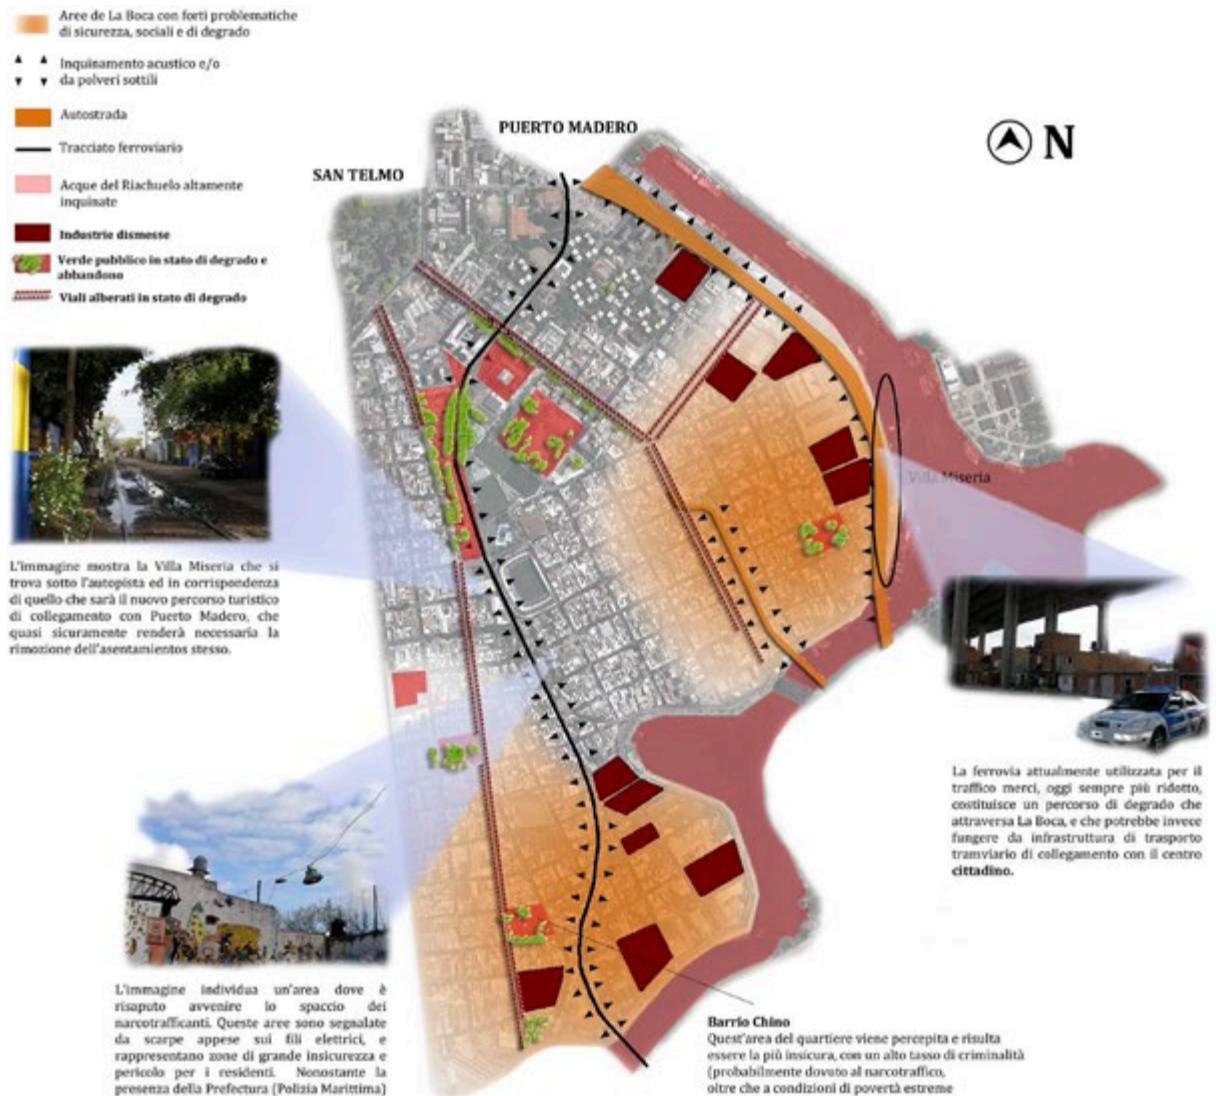 Aree de La Boca con forti problematiche
di sicurezza, sociali e di degrado
Inquinamento acustico e/o
da polveri sottili
Autostrada
Tracciato ferroviario
Acque del Riachuelo altamente
inquinate
Industrie dismesse
Verde pubblico in stato di degrado e
abbandono
Viali alberati in stato di degrado
PUERTO MADERO
SAN TELMO
N
Villa Miseria
L'immagine mostra la Villa Miseria che si
trova sotto l'autopista ed in corrispondenza
di quello che sarà il nuovo percorso turistico
di collegamento con Puerto Madero, che
quasi sicuramente renderà necessaria la
rimozione dell'asentamientos stesso.
La ferrovia attualmente utilizzata per il
traffico merci, oggi sempre più ridotto,
costituisce un percorso di degrado che
attraversa La Boca, e che potrebbe invece
fungere da infrastruttura di trasporto
tramviario di collegamento con il centro
cittadino.
L'immagine individua un'area dove è
risaputo avvenire lo spaccio dei
narcotrafficanti. Queste aree sono segnalate
da scarpe appese sui fili elettrici, e
rappresentano zone di grande insicurezza e
pericolo per i residenti. Nonostante la
presenza della Prefectura (Polizia Marittima)
Barrio Chino
Quest'area del quartiere viene percepita e risulta
essere la più insicura, con un alto tasso di criminalità
(probabilmente dovuto al narcotraffico,
oltre che a condizioni di povertà estreme